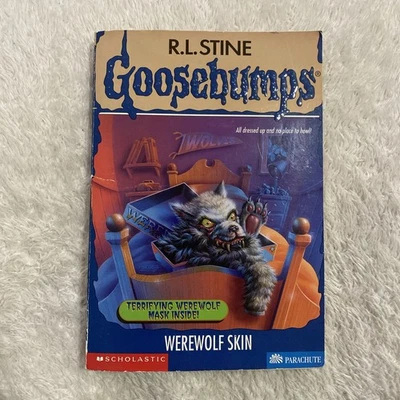 R.L. STINE
Goosebumps®
All dressed up and no place to howl!
TERRIFYING WEREWOLF
MASK INSIDE!
WEREWOLF SKIN
SCHOLASTIC
PARACHUTE